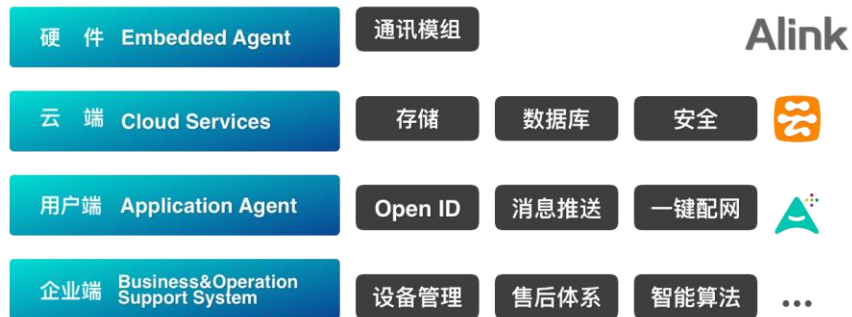 硬 件 Embedded Agent 通讯模组 Alink
云 端 Cloud Services 存储 数据库 安全
用户端 Application Agent Open ID 消息推送 一键配网
企业端 Business&Operation
Support System 设备管理 售后体系 智能算法 ...